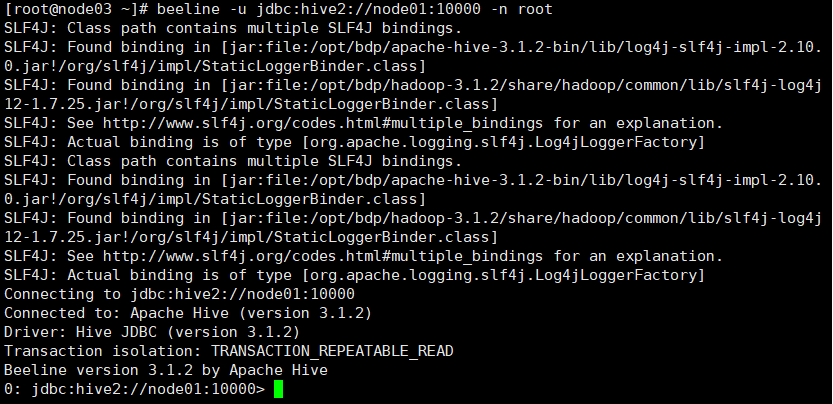 [root@node03 ~]# beeline -u jdbc:hive2://node01:10000 -n root
SLF4J: Class path contains multiple SLF4J bindings.
SLF4J: Found binding in [jar:file:/opt/bdp/apache-hive-3.1.2-bin/lib/log4j-slf4j-impl-2.10.
0.jar!/org/slf4j/impl/StaticLoggerBinder.class]
SLF4J: Found binding in [jar:file:/opt/bdp/hadoop-3.1.2/share/hadoop/common/lib/slf4j-log4j
12-1.7.25.jar!/org/slf4j/impl/StaticLoggerBinder.class]
SLF4J: See http://www.slf4j.org/codes.html#multiple_bindings for an explanation.
SLF4J: Actual binding is of type [org.apache.logging.slf4j.Log4jLoggerFactory]
SLF4J: Class path contains multiple SLF4J bindings.
SLF4J: Found binding in [jar:file:/opt/bdp/apache-hive-3.1.2-bin/lib/log4j-slf4j-impl-2.10.
0.jar!/org/slf4j/impl/StaticLoggerBinder.class]
SLF4J: Found binding in [jar:file:/opt/bdp/hadoop-3.1.2/share/hadoop/common/lib/slf4j-log4j
12-1.7.25.jar!/org/slf4j/impl/StaticLoggerBinder.class]
SLF4J: See http://www.slf4j.org/codes.html#multiple_bindings for an explanation.
SLF4J: Actual binding is of type [org.apache.logging.slf4j.Log4jLoggerFactory]
Connecting to jdbc:hive2://node01:10000
Connected to: Apache Hive (version 3.1.2)
Driver: Hive JDBC (version 3.1.2)
Transaction isolation: TRANSACTION_REPEATABLE_READ
Beeline version 3.1.2 by Apache Hive
0: jdbc:hive2://node01:10000>